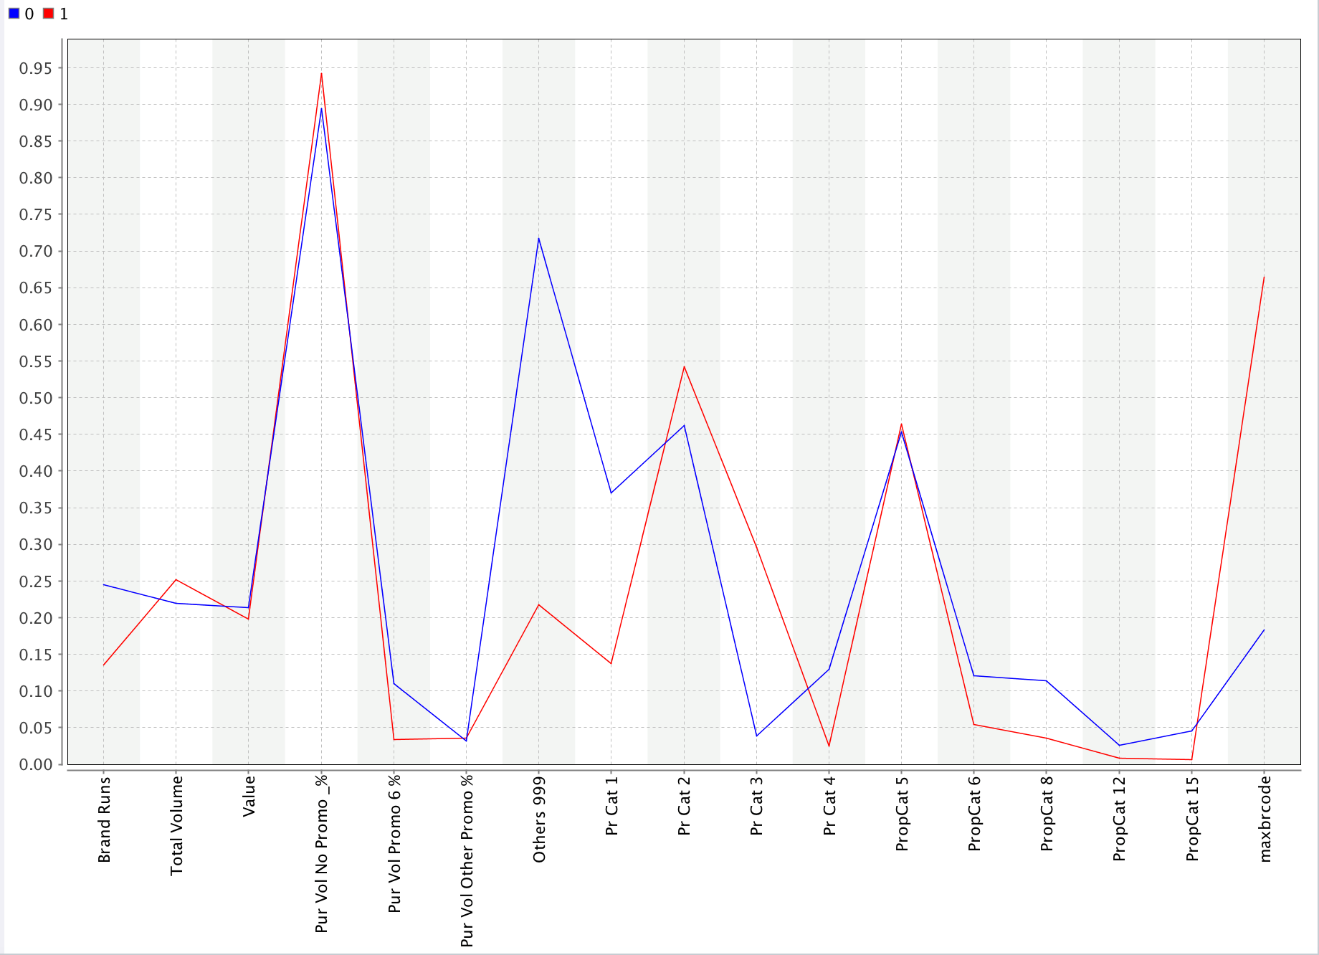 0 1
0.95
0.90
0.85
0.80
0.75
0.70
0.65
0.60
0.55
0.50
0.45
0.40
0.35
0.30
0.25
0.20
0.15
0.10
0.05
0.00
Brand Runs
Total Volume
Value
Pur Vol No Promo _%
Pur Vol Promo 6 %
Pur Vol Other Promo %
Others 999
Pr Cat 1
Pr Cat 2
Pr Cat 3
Pr Cat 4
PropCat 5
PropCat 6
PropCat 8
PropCat 12
PropCat 15
maxbrcode